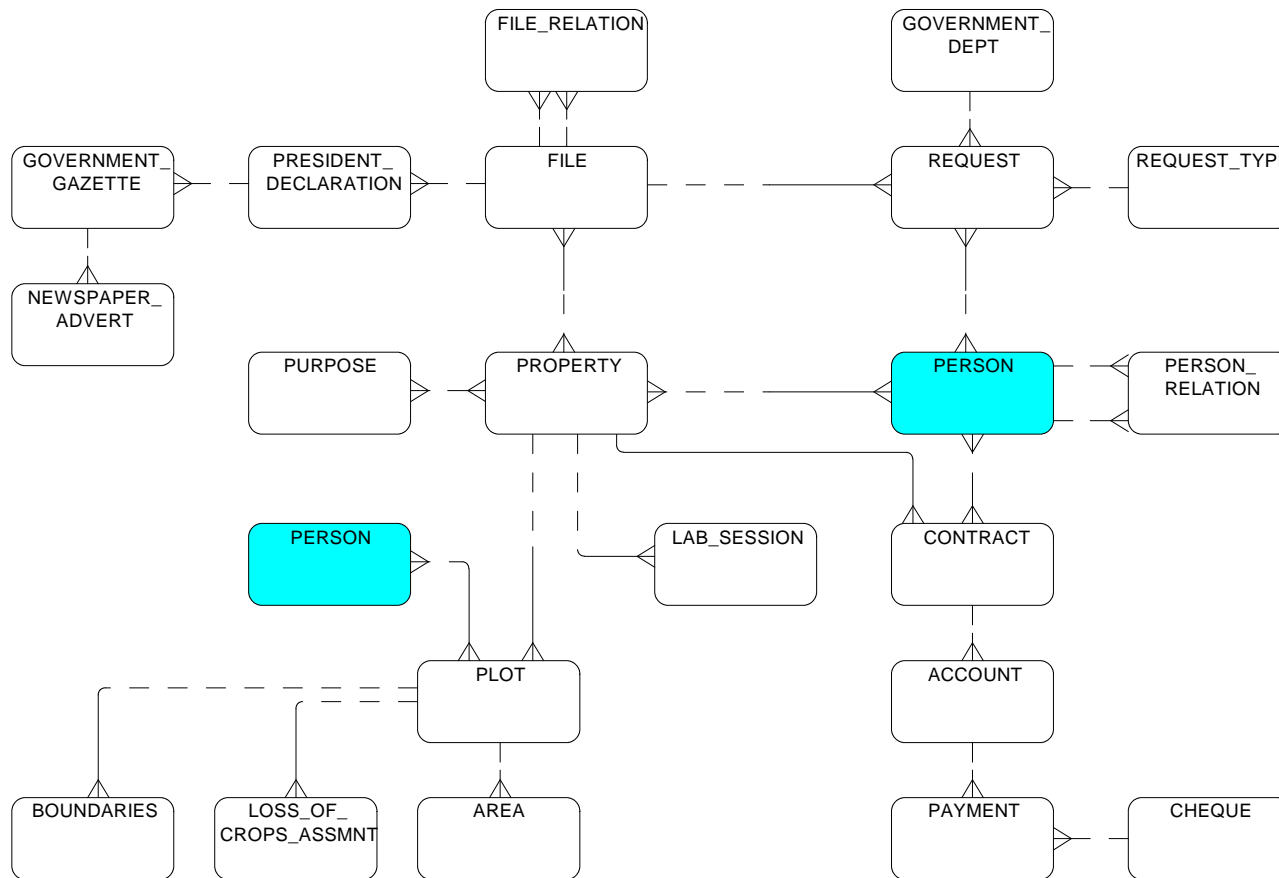 FILE_RELATION
GOVERNMENT_
DEPT
GOVERNMENT_
GAZETTE
PRESIDENT_
DECLARATION
FILE
REQUEST
REQUEST_TYP
NEWSPAPER_
ADVERT
PURPOSE
PROPERTY
PERSON
PERSON_
RELATION
PERSON
LAB_SESSION
CONTRACT
PLOT
ACCOUNT
BOUNDARIES
LOSS_OF_
CROPS_ASSMNT
AREA
PAYMENT
CHEQUE